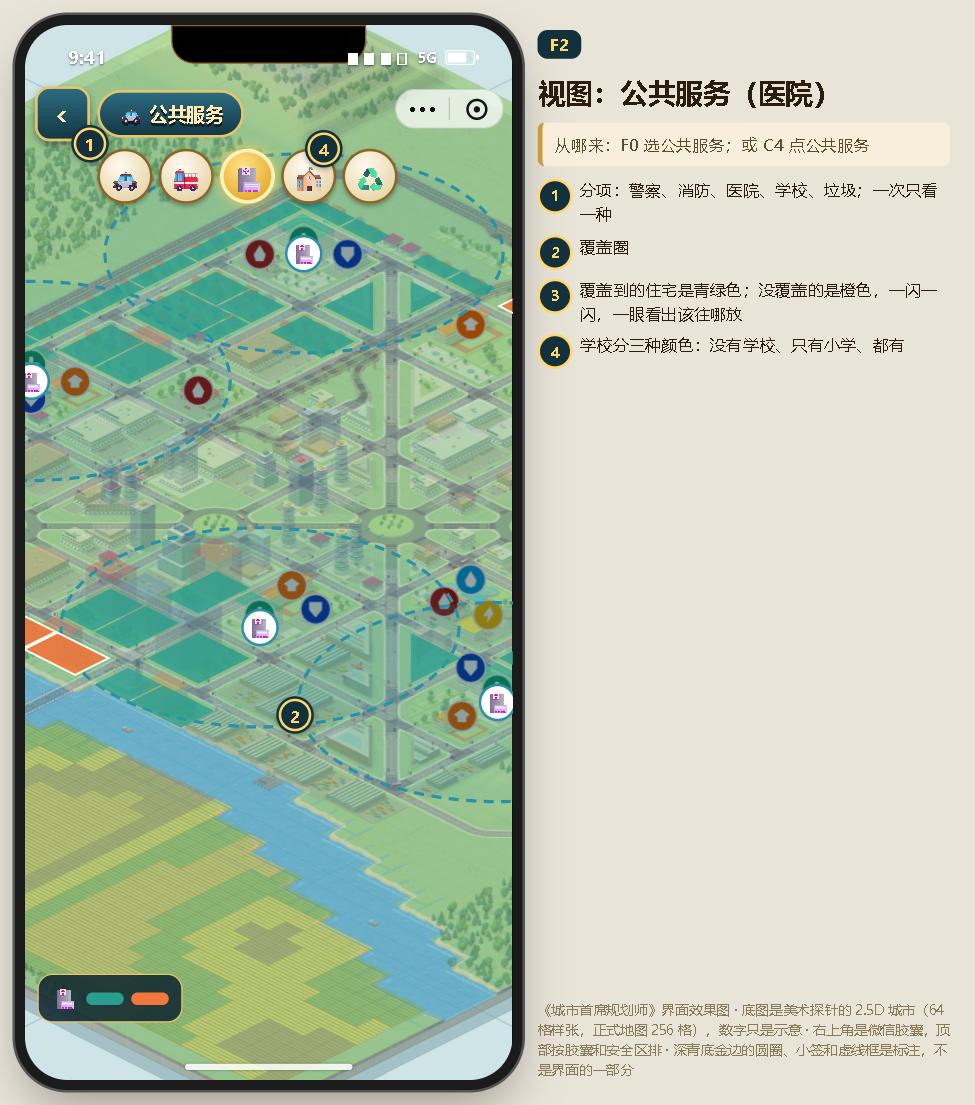 9:41
5G
‹
公共服务
1
4
2
F2
视图：公共服务（医院）
从哪来：F0 选公共服务；或 C4 点公共服务
1 分项：警察、消防、医院、学校、垃圾；一次只看
一种
2 覆盖圈
3 覆盖到的住宅是青绿色；没覆盖的是橙色，一闪一
闪，一眼看出该往哪放
4 学校分三种颜色：没有学校、只有小学、都有
《城市首席规划师》界面效果图 · 底图是美术探针的 2.5D 城市（64
格样张，正式地图 256 格），数字只是示意 · 右上角是微信胶囊，顶
部按胶囊和安全区排 · 深青底金边的圆圈、小签和虚线框是标注，不
是界面的一部分